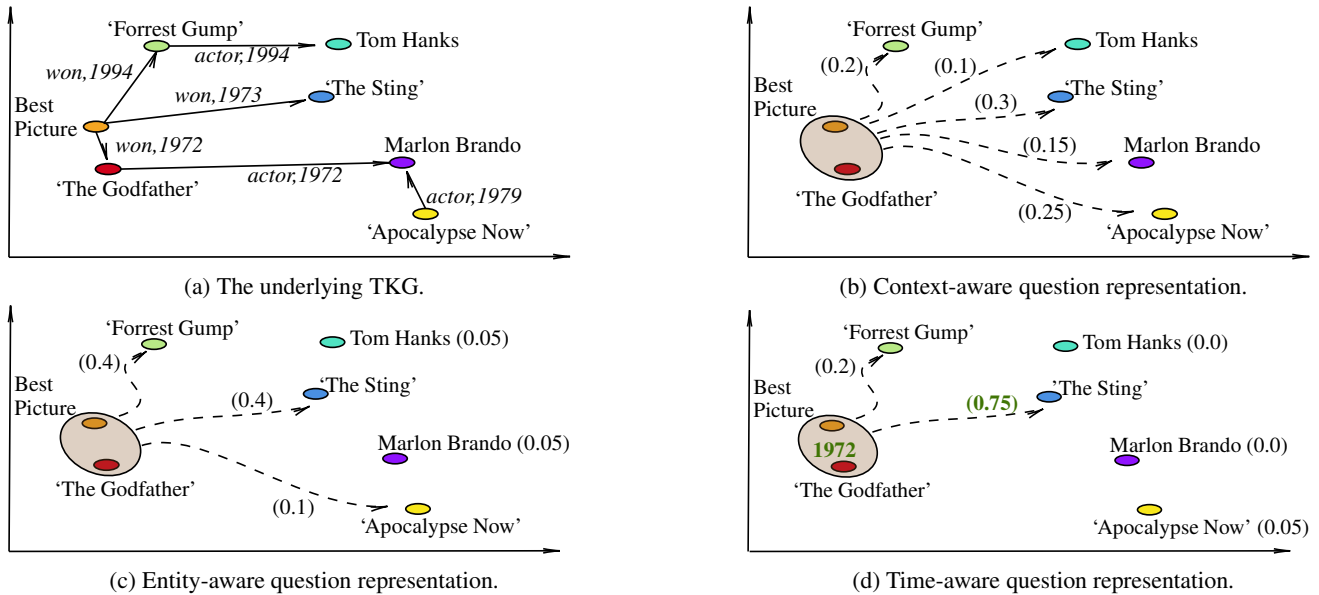 ‘Forrest Gump’
Tom Hanks
actor,1994
won,1994
‘The Sting’
won,1973
Best
Picture
won,1972
Marlon Brando
actor,1972
‘The Godfather’
actor,1979
‘Apocalypse Now’
(a) The underlying TKG.
‘Forrest Gump’
Tom Hanks
(0.2)
(0.1)
‘The Sting’
Best
Picture
(0.3)
(0.15)
Marlon Brando
‘The Godfather’
(0.25)
‘Apocalypse Now’
(b) Context-aware question representation.
‘Forrest Gump’
Tom Hanks (0.05)
(0.4)
‘The Sting’
Best
Picture
(0.4)
Marlon Brando (0.05)
‘The Godfather’
(0.1)
‘Apocalypse Now’
(c) Entity-aware question representation.
‘Forrest Gump’
Tom Hanks (0.0)
(0.2)
‘The Sting’
Best
Picture
(0.75)
1972
Marlon Brando (0.0)
‘The Godfather’
‘Apocalypse Now’ (0.05)
(d) Time-aware question representation.